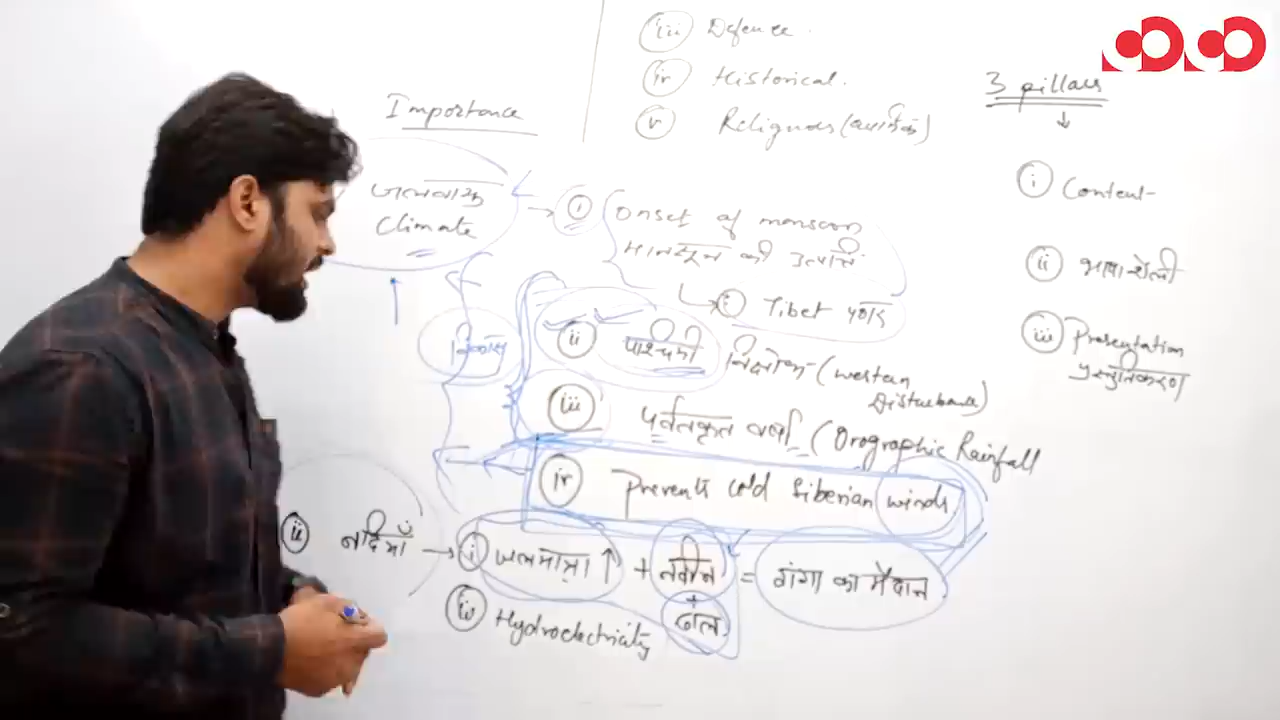 iii Defence.
iv Historical.
v Religious (धार्मिक)
Importance
जलवायु
Climate
→ i Onset of monsoon
मानसून की उत्पत्ति
i Tibet पठार
ii पश्चिमी विक्षोभ (western
Disturbance)
iii पर्वतकृत वर्षा (Orographic Rainfall
iv prevents cold Siberian winds
ii नदियाँ → i जलमात्रा ↑ + नवीन = गंगा का मैदान
+
ढाल
iv Hydroelectricity
3 pillars
↓
i Content
ii भाषा शैली
iii Presentation
प्रस्तुतिकरण